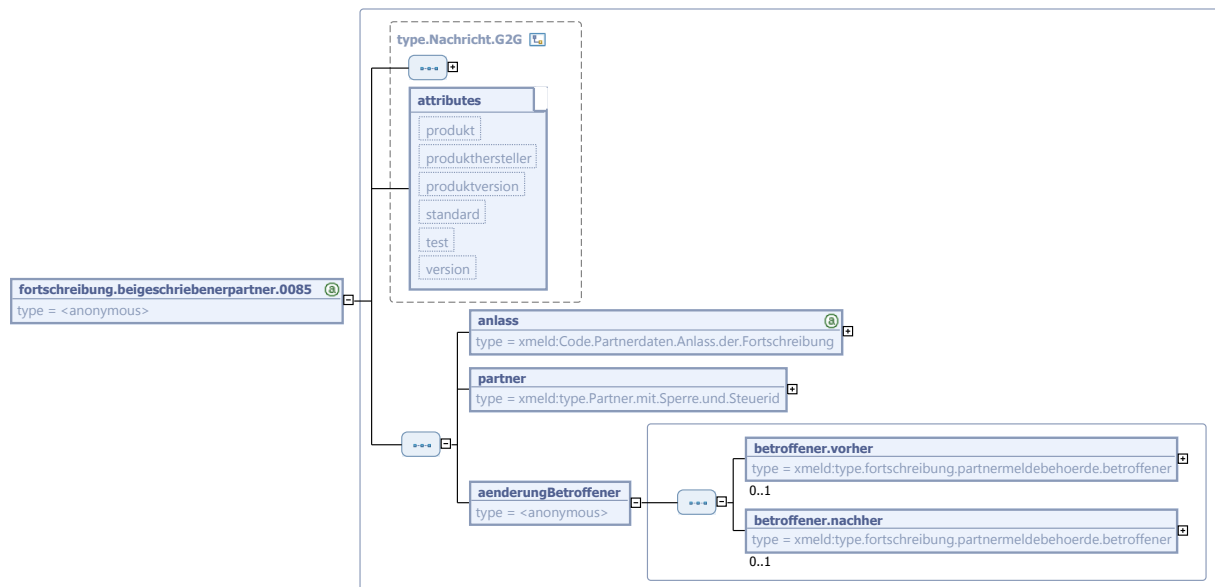 type.Nachricht.G2G
attributes
produkt
produkthersteller
produktversion
standard
test
version
fortschreibung.beigeschriebenerpartner.0085 a
type = <anonymous>
anlass a
type = xmeld:Code.Partnerdaten.Anlass.der.Fortschreibung
partner
type = xmeld:type.Partner.mit.Sperre.und.Steuerid
aenderungBetroffener
type = <anonymous>
betroffener.vorher
type = xmeld:type.fortschreibung.partnermeldebehoerde.betroffener
0..1
betroffener.nachher
type = xmeld:type.fortschreibung.partnermeldebehoerde.betroffener
0..1